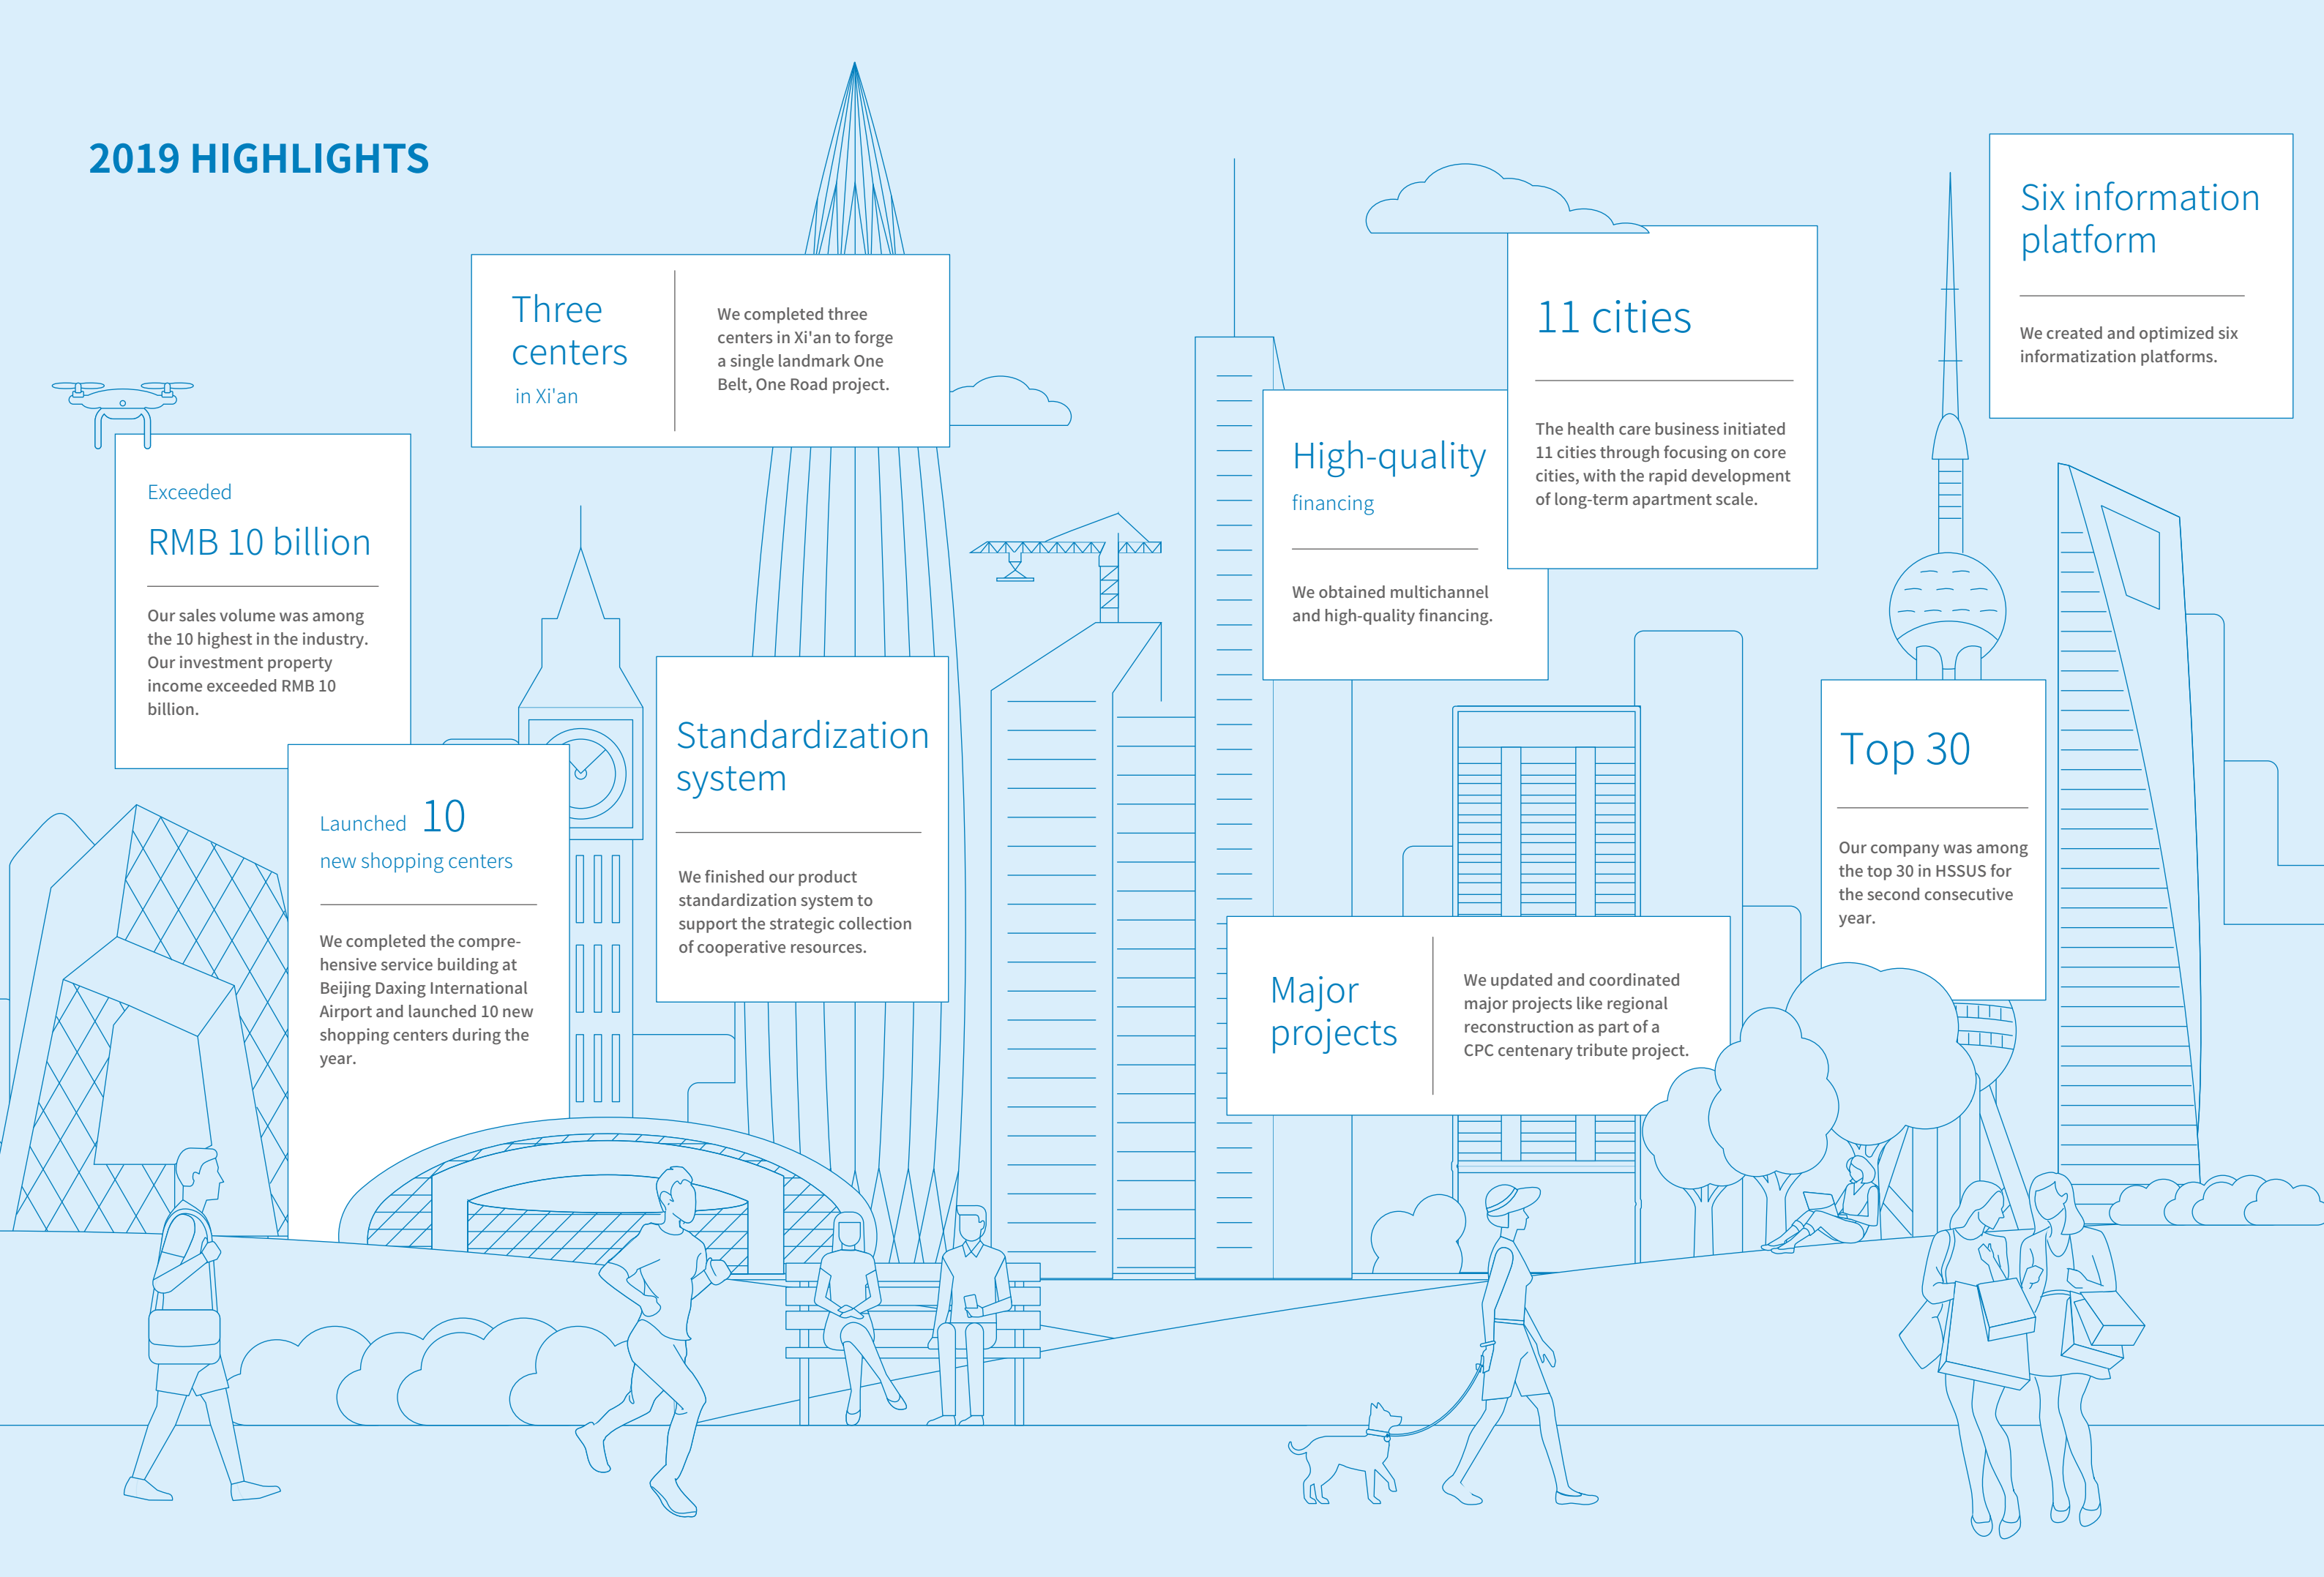 2019 HIGHLIGHTS
Exceeded
RMB 10 billion
Our sales volume was among
the 10 highest in the industry.
Our investment property
income exceeded RMB 10
billion.
Launched 10
new shopping centers
We completed the compre-
hensive service building at
Beijing Daxing International
Airport and launched 10 new
shopping centers during the
year.
Three
centers
in Xi'an
We completed three
centers in Xi'an to forge
a single landmark One
Belt, One Road project.
Standardization
system
We finished our product
standardization system to
support the strategic collection
of cooperative resources.
High-quality
financing
We obtained multichannel
and high-quality financing.
11 cities
The health care business initiated
11 cities through focusing on core
cities, with the rapid development
of long-term apartment scale.
Major
projects
We updated and coordinated
major projects like regional
reconstruction as part of a
CPC centenary tribute project.
Top 30
Our company was among
the top 30 in HSSUS for
the second consecutive
year.
Six information
platform
We created and optimized six
informatization platforms.